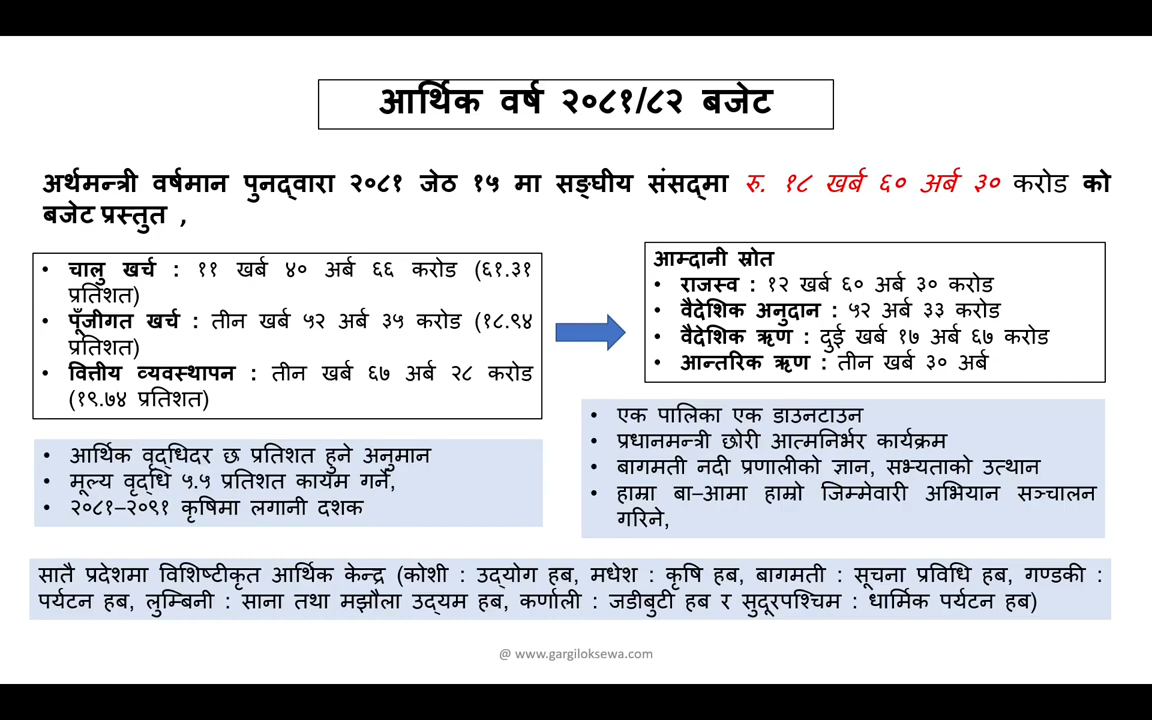 आर्थिक वर्ष २०८१/८२ बजेट
अर्थमन्त्री वर्षमान पुनद्वारा २०८१ जेठ १५ मा सङ्घीय संसद्मा रु. १८ खर्ब ६० अर्ब ३० करोड को
बजेट प्रस्तुत ,
• चालु खर्च : ११ खर्ब ४० अर्ब ६६ करोड (६१.३१
प्रतिशत)
• पूँजीगत खर्च : तीन खर्ब ५२ अर्ब ३५ करोड (१८.९४
प्रतिशत)
• वित्तीय व्यवस्थापन : तीन खर्ब ६७ अर्ब २८ करोड
(१९.७४ प्रतिशत)
आम्दानी स्रोत
• राजस्व : १२ खर्ब ६० अर्ब ३० करोड
• वैदेशिक अनुदान : ५२ अर्ब ३३ करोड
• वैदेशिक ऋण : दुई खर्ब १७ अर्ब ६७ करोड
• आन्तरिक ऋण : तीन खर्ब ३० अर्ब
• आर्थिक वृद्धिदर छ प्रतिशत हुने अनुमान
• मूल्य वृद्धि ५.५ प्रतिशत कायम गर्ने,
• २०८१–२०९१ कृषिमा लगानी दशक
• एक पालिका एक डाउनटाउन
• प्रधानमन्त्री छोरी आत्मनिर्भर कार्यक्रम
• बागमती नदी प्रणालीको ज्ञान, सभ्यताको उत्थान
• हाम्रा बा–आमा हाम्रो जिम्मेवारी अभियान सञ्चालन
गरिने,
सातै प्रदेशमा विशिष्टीकृत आर्थिक केन्द्र (कोशी : उद्योग हब, मधेश : कृषि हब, बागमती : सूचना प्रविधि हब, गण्डकी :
पर्यटन हब, लुम्बिनी : साना तथा मझौला उद्यम हब, कर्णाली : जडीबुटी हब र सुदूरपश्चिम : धार्मिक पर्यटन हब)
@ www.gargiloksewa.com